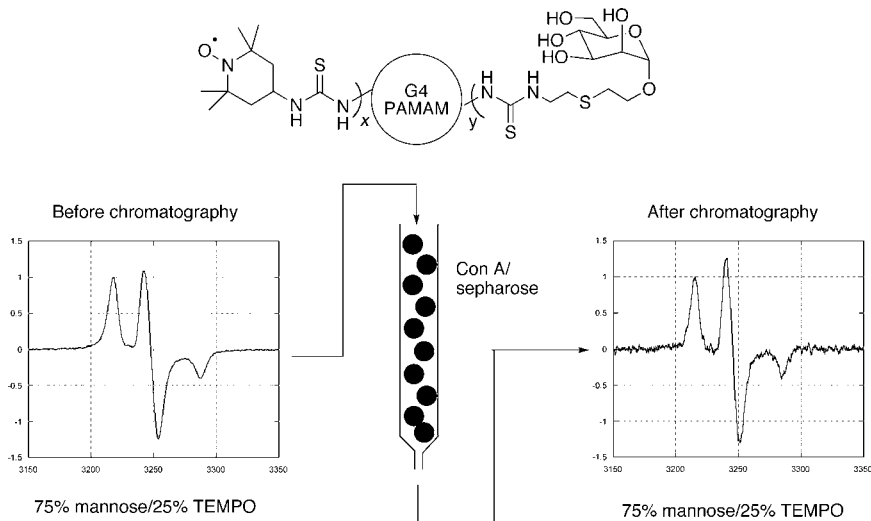 HO
HO
HO
HO
OH
O
O
O•
N
S
N
H
N
H
x
G4
PAMAM
y
H
N
H
N
S
S
O
Before chromatography
After chromatography
Con A/
sepharose
1.5
1
0.5
0
-0.5
-1
-1.5
3150 3200 3250 3300 3350
1.5
1
0.5
0
-0.5
-1
-1.5
3150 3200 3250 3300 3350
75% mannose/25% TEMPO
75% mannose/25% TEMPO